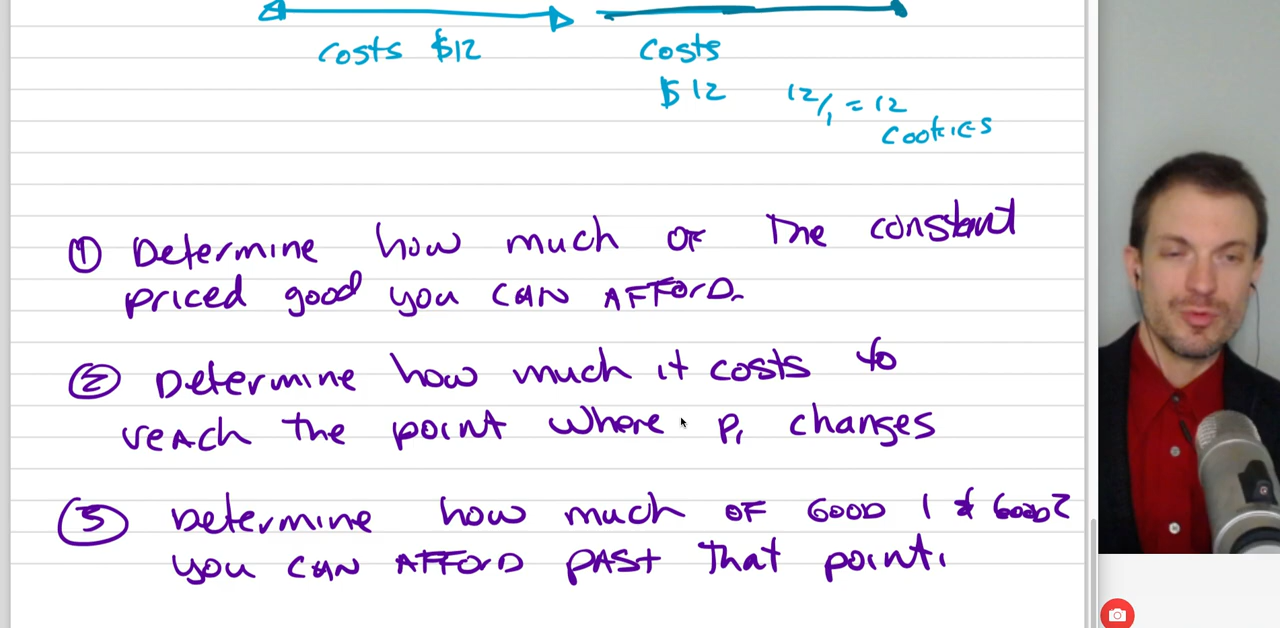 costs $12
costs
$12
12/1 = 12
cookies
① Determine how much of The constant
priced good you CAN AFFORD.
② Determine how much it costs to
reach the point where P1 changes
③ Determine how much of GOOD 1 & GOOD 2
you CAN AFFORD PAST that point.